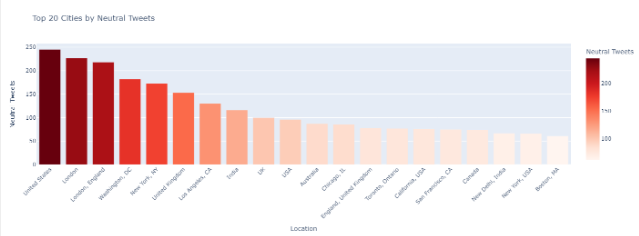 Top 20 Cities by Neutral Tweets
Neutral Tweets
250
200
150
100
50
0
United States
London
London, England
Washington, DC
New York, NY
United Kingdom
Los Angeles, CA
India
UK
USA
Australia
Chicago, IL
England, United Kingdom
Toronto, Ontario
California, USA
San Francisco, CA
Canada
New Delhi, India
New York, USA
Boston, MA
Location
Neutral Tweets
200
150
100